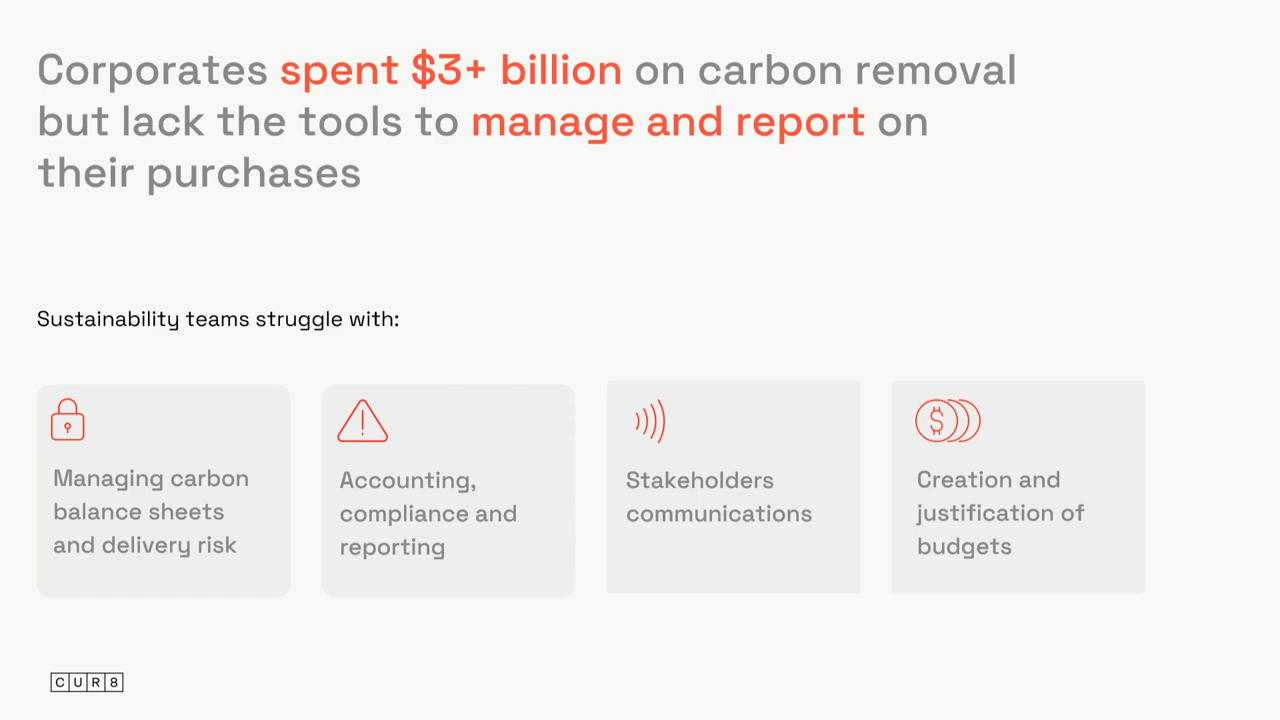 Corporates spent $3+ billion on carbon removal
but lack the tools to manage and report on
their purchases
Sustainability teams struggle with:
Managing carbon
balance sheets
and delivery risk
Accounting,
compliance and
reporting
Stakeholders
communications
Creation and
justification of
budgets
CUR8